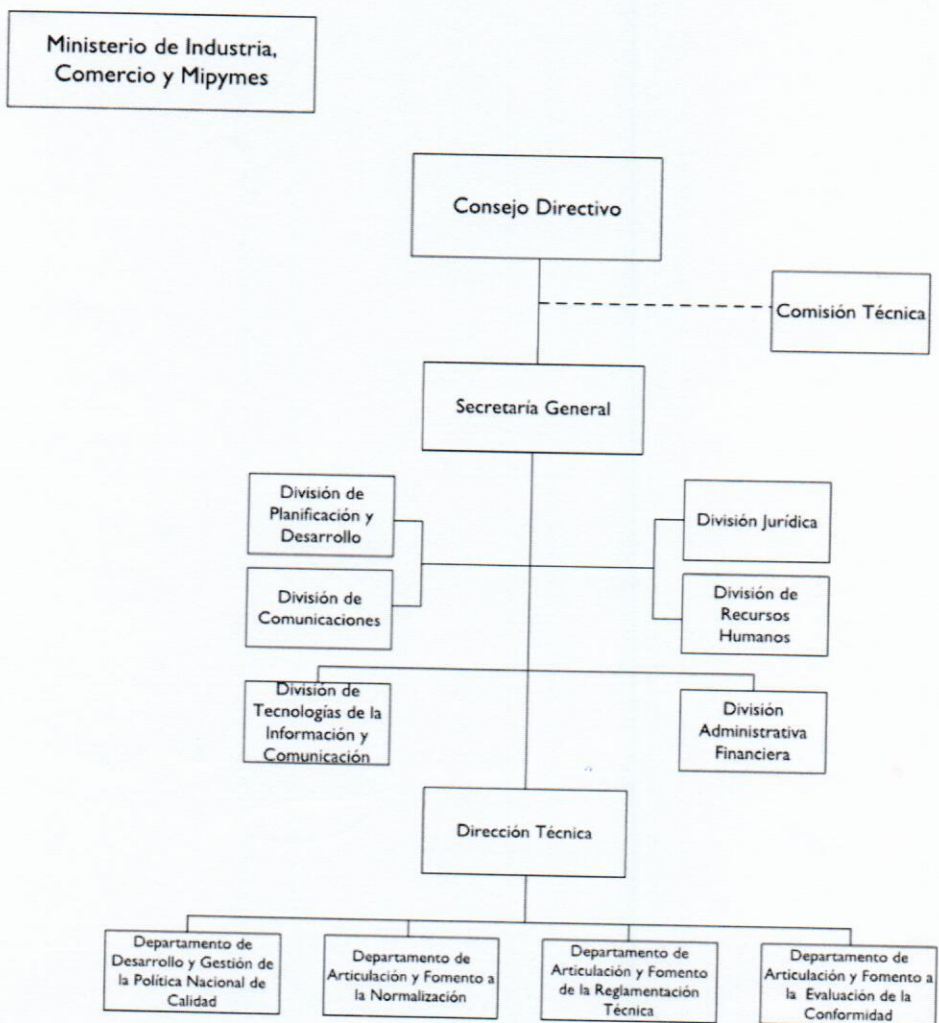 Ministerio de Industria,
Comercio y Mipymes
Consejo Directivo
Comisión Técnica
Secretaría General
División de
Planificación y
Desarrollo
División Jurídica
División de
Comunicaciones
División de
Recursos
Humanos
División de
Tecnologías de la
Información y
Comunicación
División
Administrativa
Financiera
Dirección Técnica
Departamento de
Desarrollo y Gestión de
la Política Nacional de
Calidad
Departamento de
Articulación y Fomento a
la Normalización
Departamento de
Articulación y Fomento
de la Reglamentación
Técnica
Departamento de
Articulación y Fomento a
la Evaluación de la
Conformidad